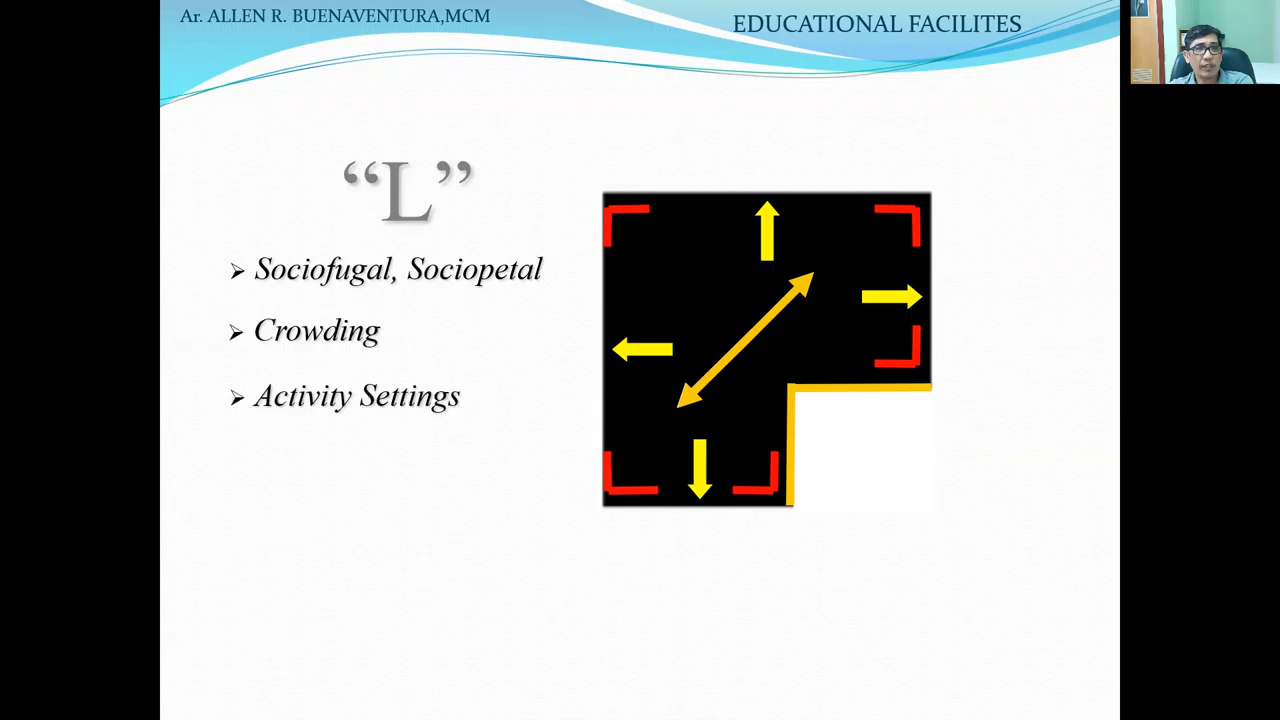 Ar. ALLEN R. BUENAVENTURA,MCM
EDUCATIONAL FACILITES
“L”
Sociofugal, Sociopetal
Crowding
Activity Settings